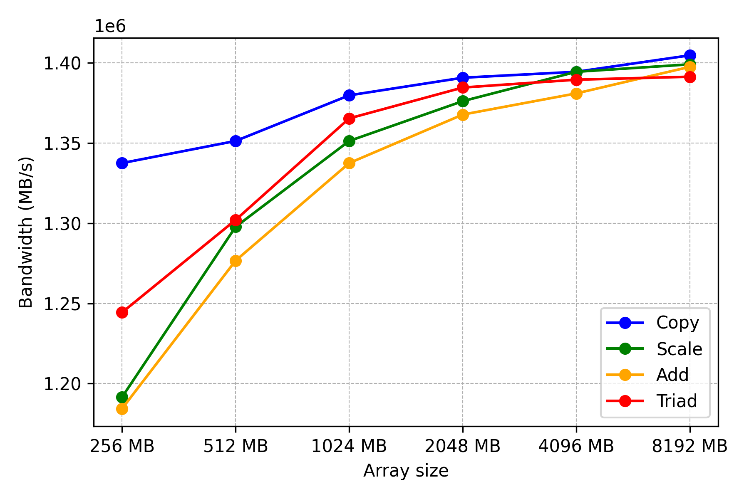 1e6
1.40
1.35
1.30
1.25
1.20
Bandwidth (MB/s)
Copy
Scale
Add
Triad
256 MB 512 MB 1024 MB 2048 MB 4096 MB 8192 MB
Array size